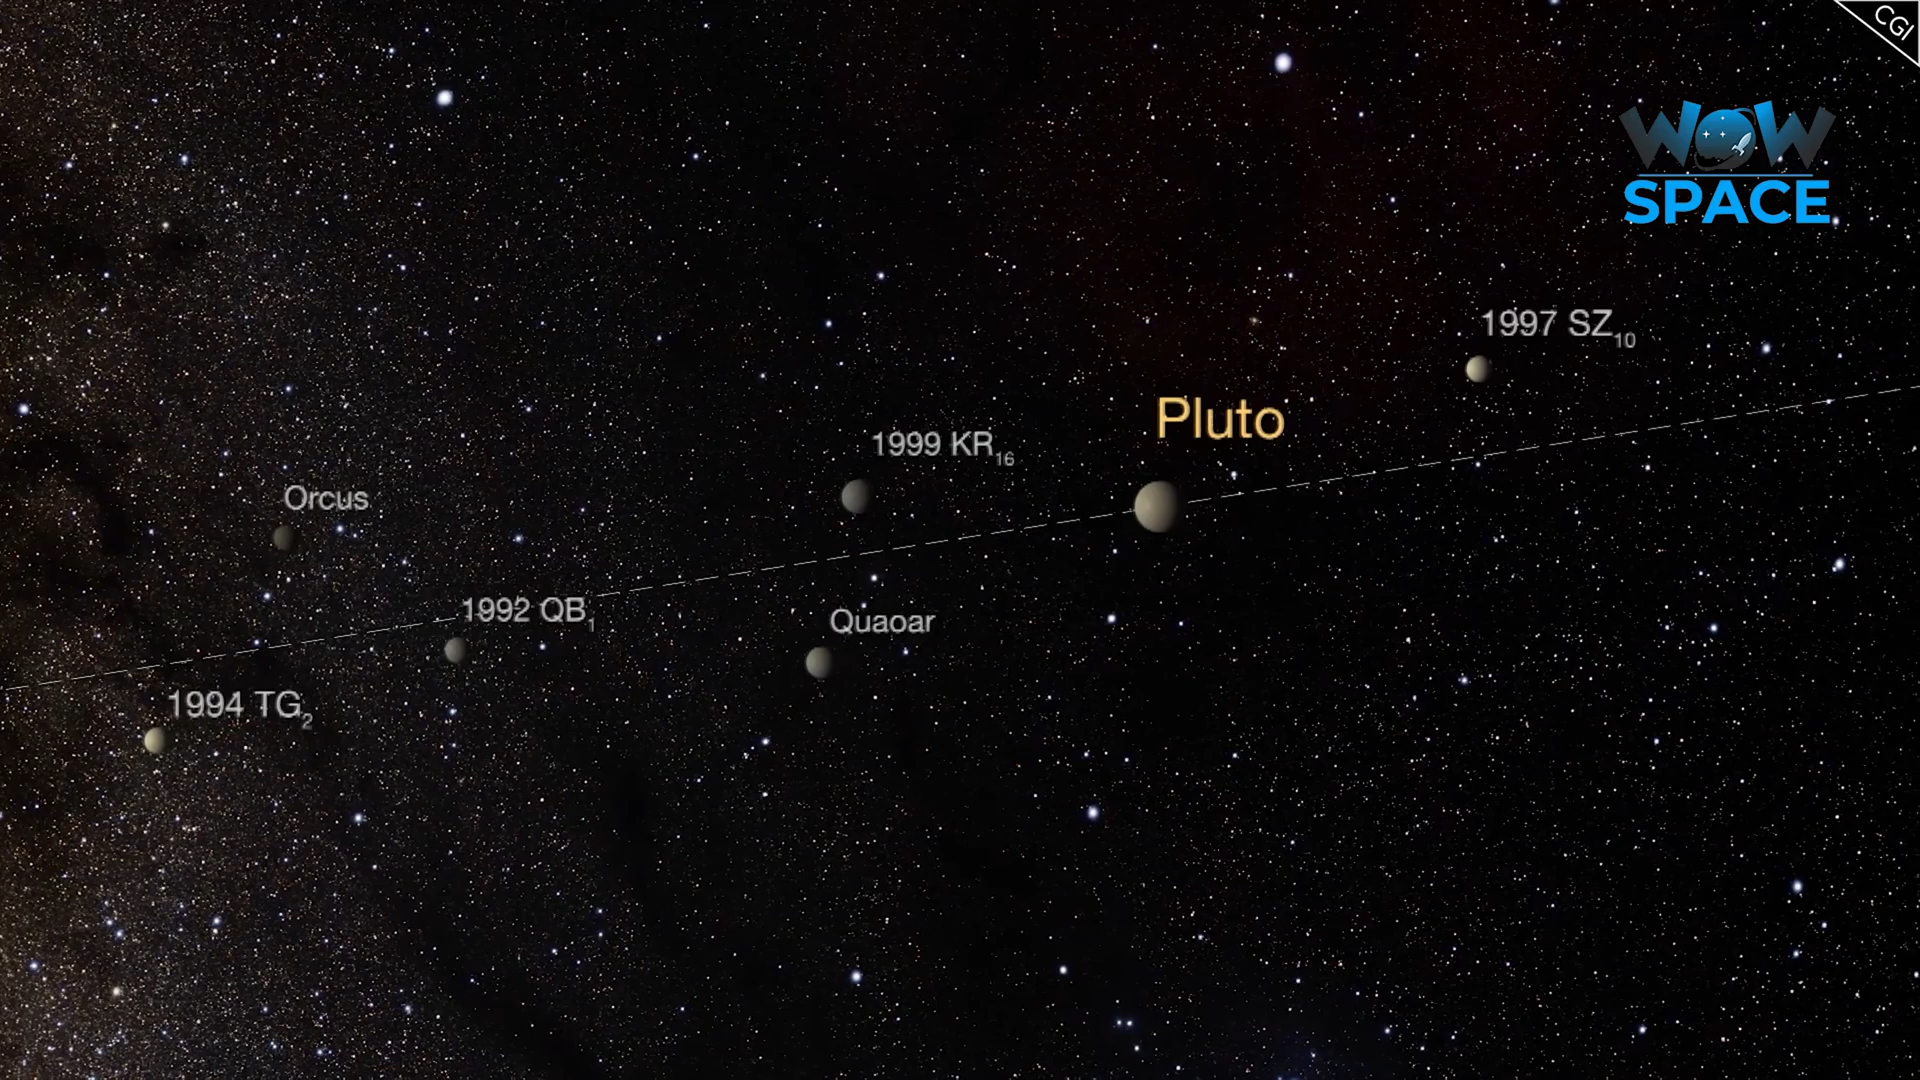 CGI
WOW
SPACE
1997 SZ₁₀
Pluto
1999 KR₁₆
Orcus
1992 QB₁
Quaoar
1994 TG₂